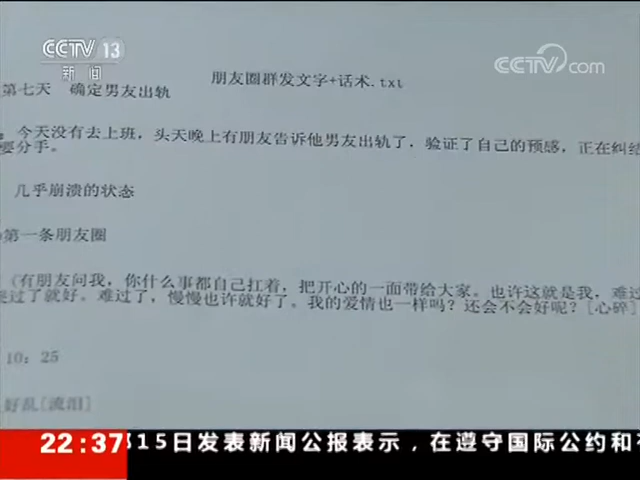 CCTV 13
新闻
CCTV.com
朋友圈群发文字+话术.txt
第七天 确定男友出轨
今天没有去上班，头天晚上有朋友告诉他男友出轨了，验证了自己的预感，正在纠结
要分手。
几乎崩溃的状态
第一条朋友圈
《有朋友问我，你什么事都自己扛着，把开心的一面带给大家。也许这就是我，难过
过了就好。难过了，慢慢也许就好了。我的爱情也一样吗？还会不会好呢？[心碎]
10：25
好乱[流泪]
22:37
15日发表新闻公报表示，在遵守国际公约和